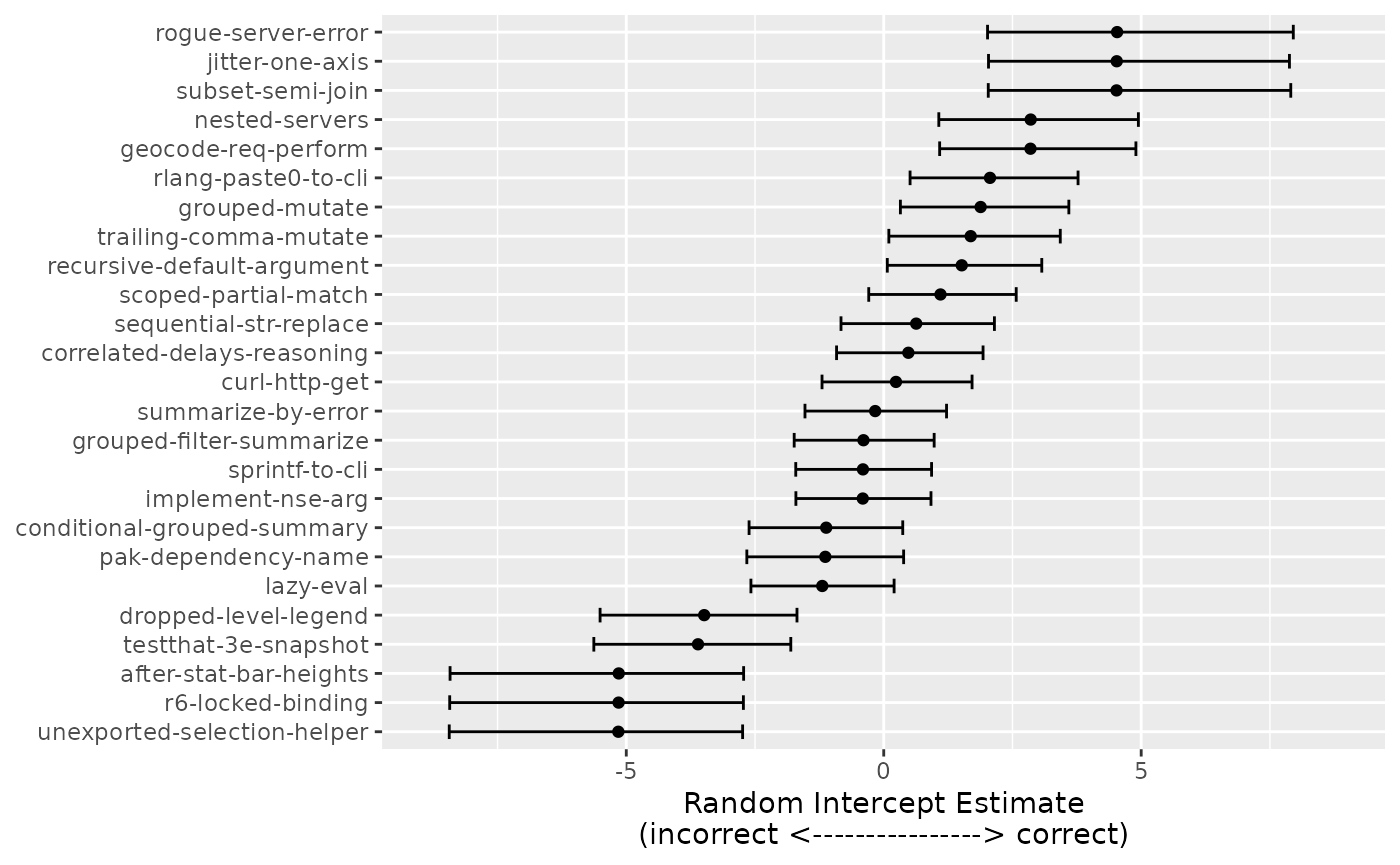 rogue-server-error
jitter-one-axis
subset-semi-join
nested-servers
geocode-req-perform
rlang-paste0-to-cli
grouped-mutate
trailing-comma-mutate
recursive-default-argument
scoped-partial-match
sequential-str-replace
correlated-delays-reasoning
curl-http-get
summarize-by-error
grouped-filter-summarize
sprintf-to-cli
implement-nse-arg
conditional-grouped-summary
pak-dependency-name
lazy-eval
dropped-level-legend
testthat-3e-snapshot
after-stat-bar-heights
r6-locked-binding
unexported-selection-helper
-5 0 5
Random Intercept Estimate
(incorrect <----------------> correct)